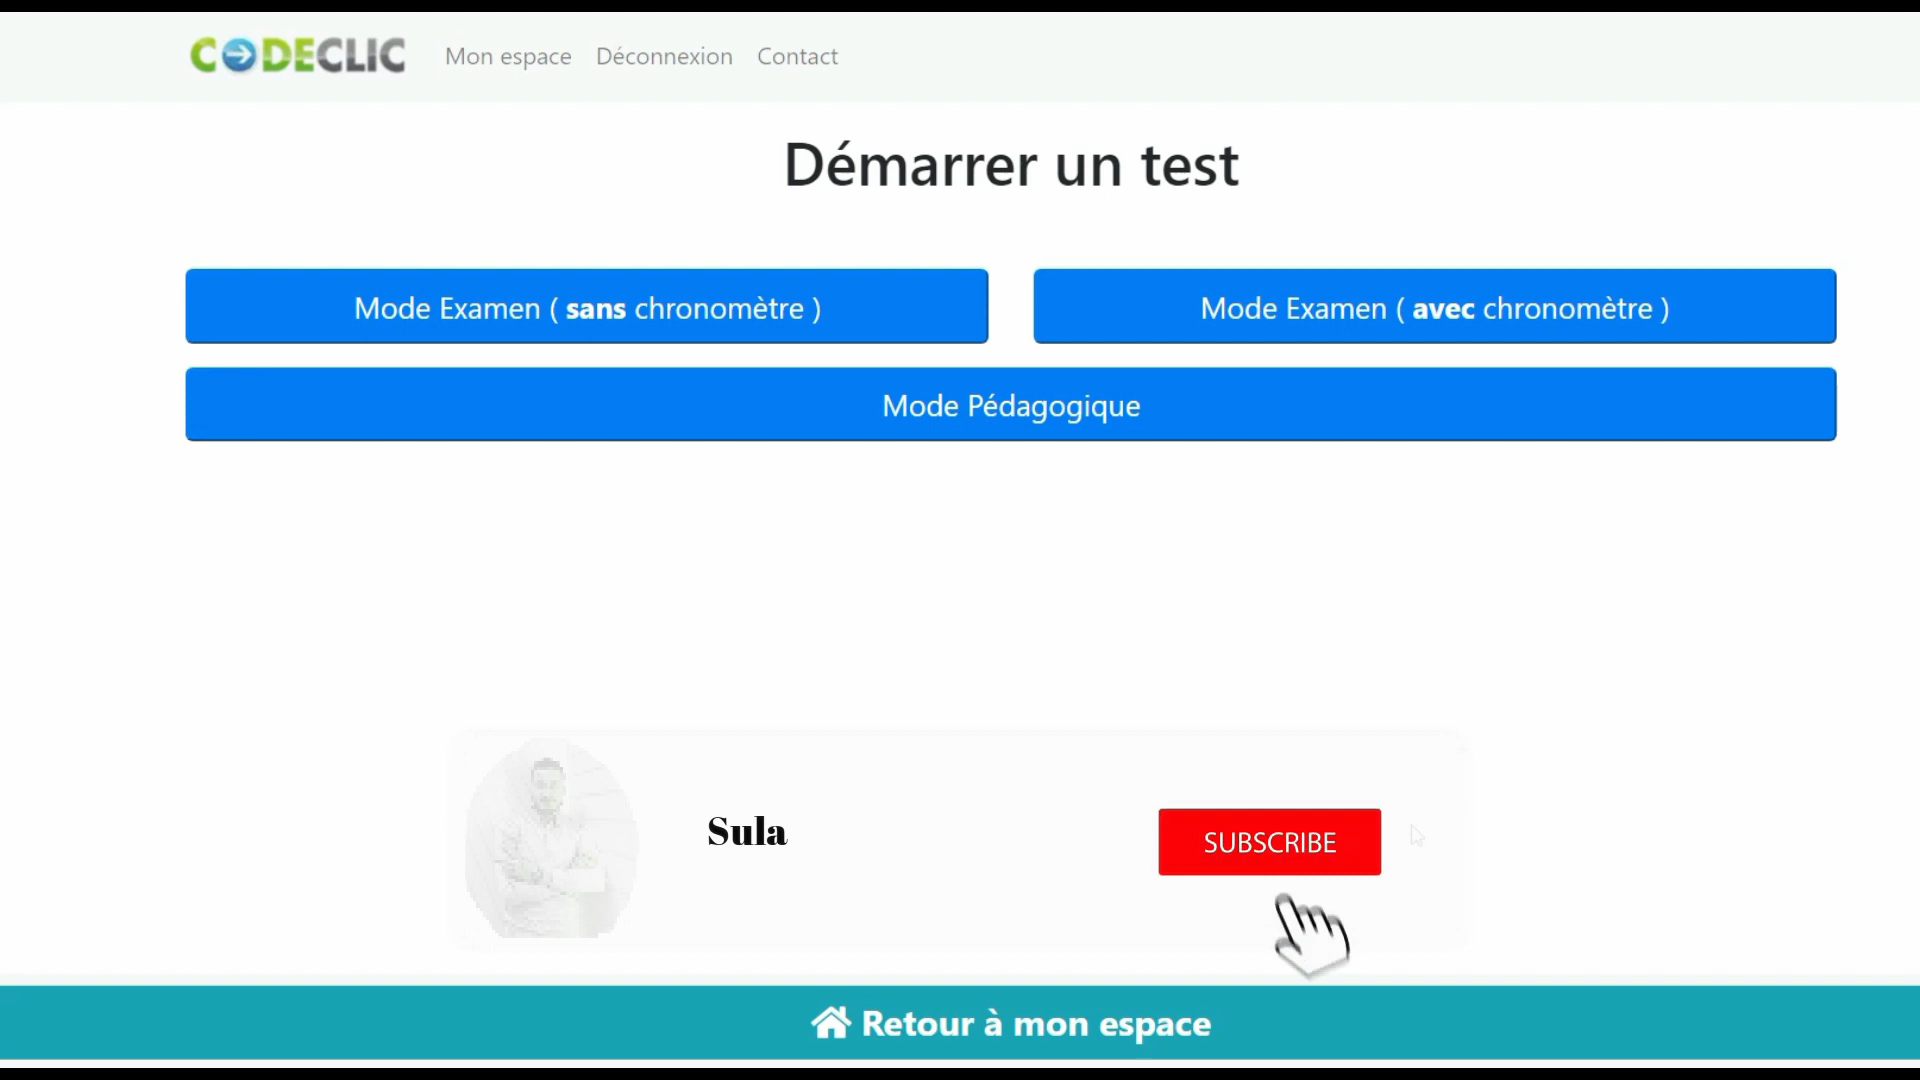 CODECLIC Mon espace Déconnexion Contact
Démarrer un test
Mode Examen ( sans chronomètre ) Mode Examen ( avec chronomètre )
Mode Pédagogique
Sula SUBSCRIBE
Retour à mon espace